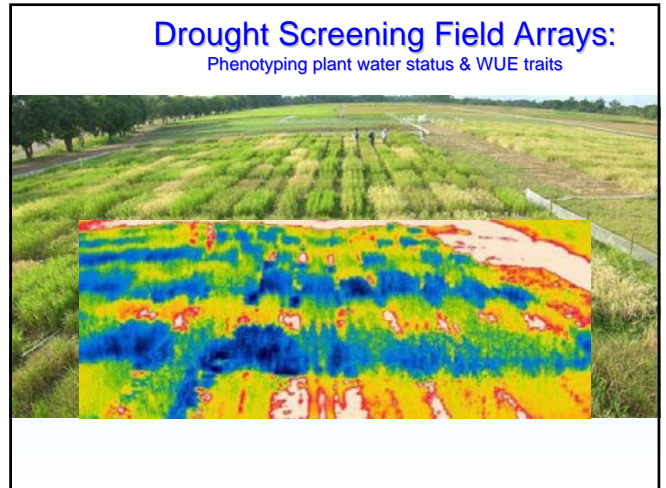 Drought Screening Field Arrays:
Phenotyping plant water status & WUE traits